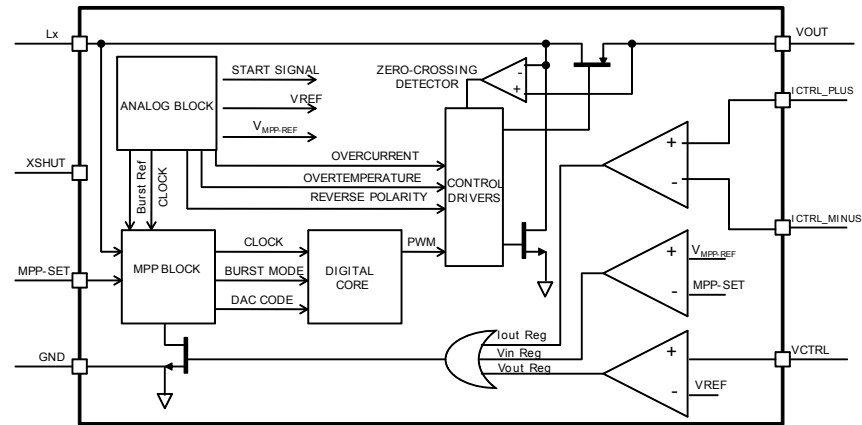 Lx
VOUT
START SIGNAL
ZERO-CROSSING
DETECTOR
-
+
ANALOG BLOCK
VREF
VMPP-REF
ICTRL_PLUS
OVERCURRENT
XSHUT
Burst Ref
CLOCK
OVERTEMPERATURE
REVERSE POLARITY
CONTROL
DRIVERS
+
-
ICTRL_MINUS
CLOCK
PWM
MPP BLOCK
BURST MODE
DIGITAL
CORE
DAC CODE
MPP-SET
+
VMPP-REF
-
MPP-SET
GND
Iout Reg
Vin Reg
Vout Reg
+
-
VCTRL
VREF